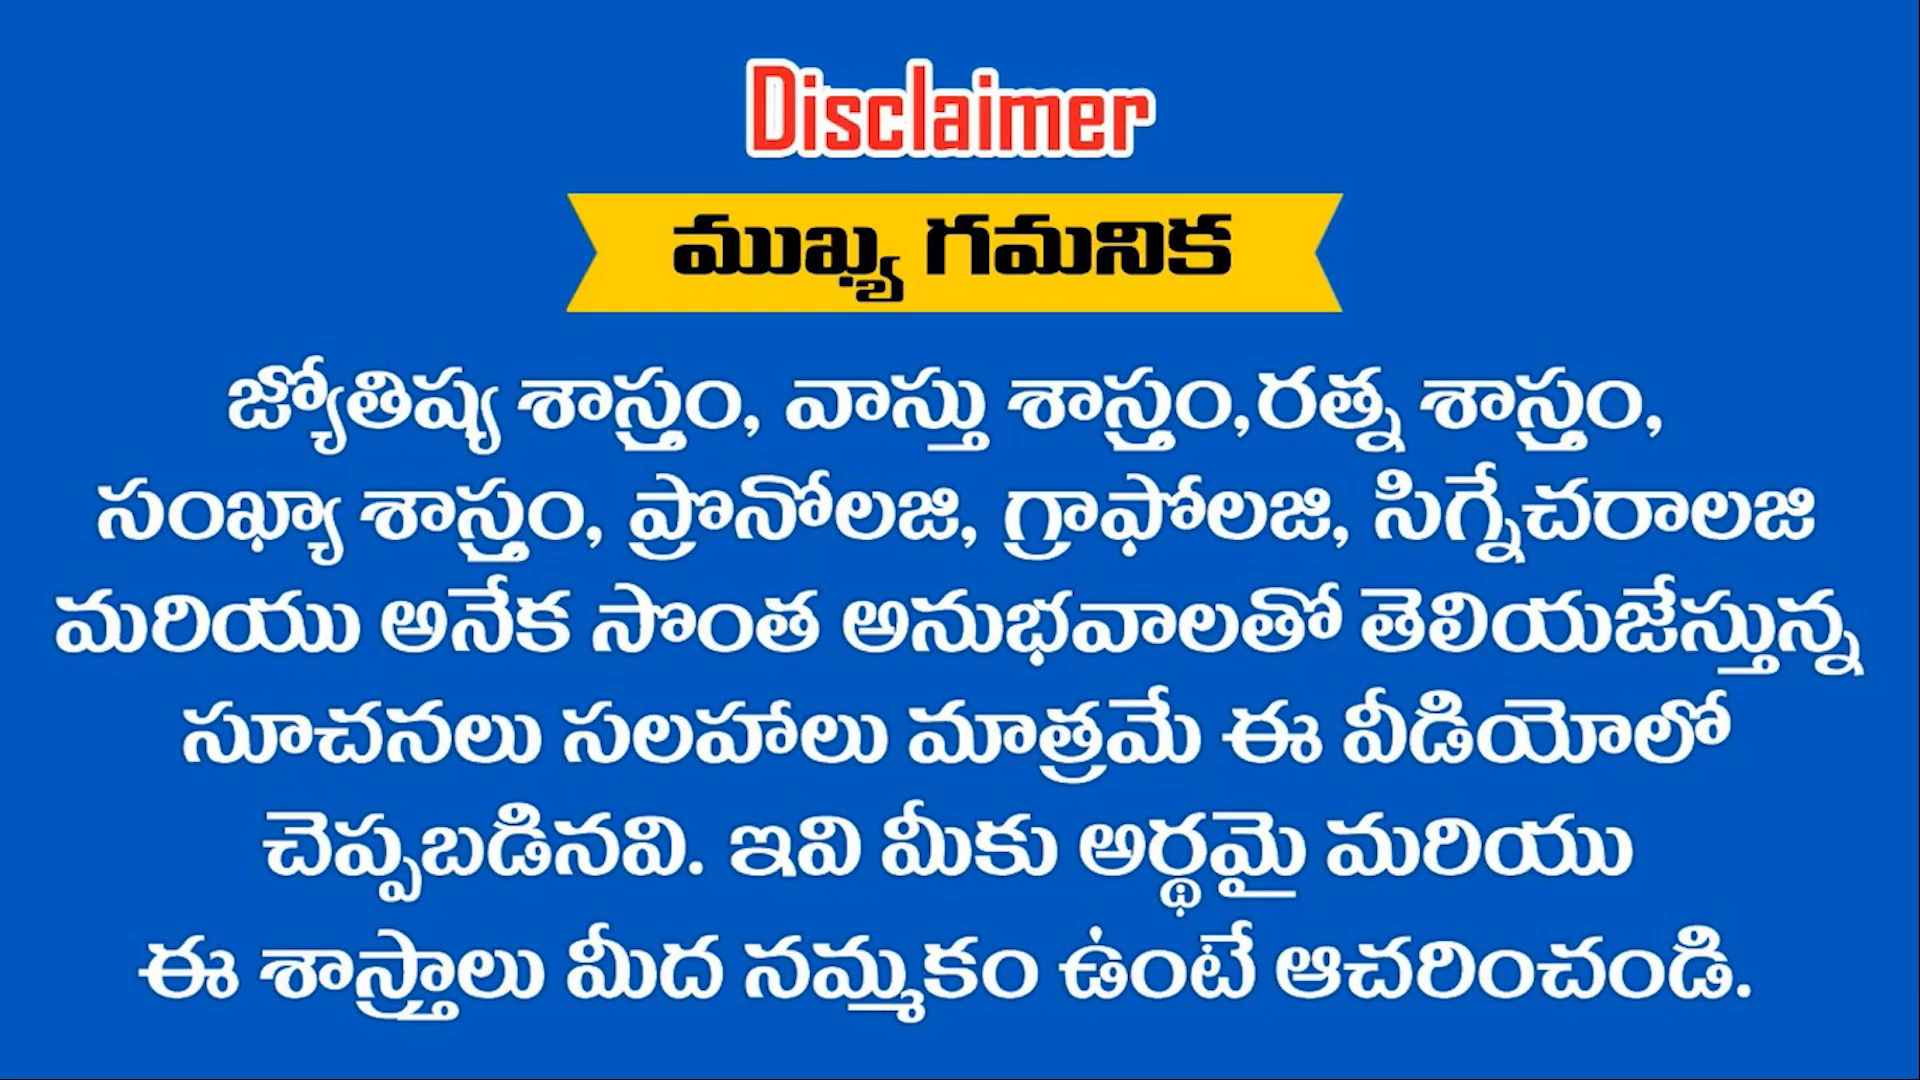 Disclaimer
ముఖ్య గమనిక
జ్యోతిష్య శాస్త్రం, వాస్తు శాస్త్రం,రత్న శాస్త్రం,
సంఖ్యా శాస్త్రం, ప్రొనోలజి, గ్రాఫోలజి, సిగ్నేచరాలజి
మరియు అనేక సొంత అనుభవాలతో తెలియజేస్తున్న
సూచనలు సలహాలు మాత్రమే ఈ వీడియోలో
చెప్పబడినవి. ఇవి మీకు అర్థమై మరియు
ఈ శాస్త్రాలు మీద నమ్మకం ఉంటే ఆచరించండి.